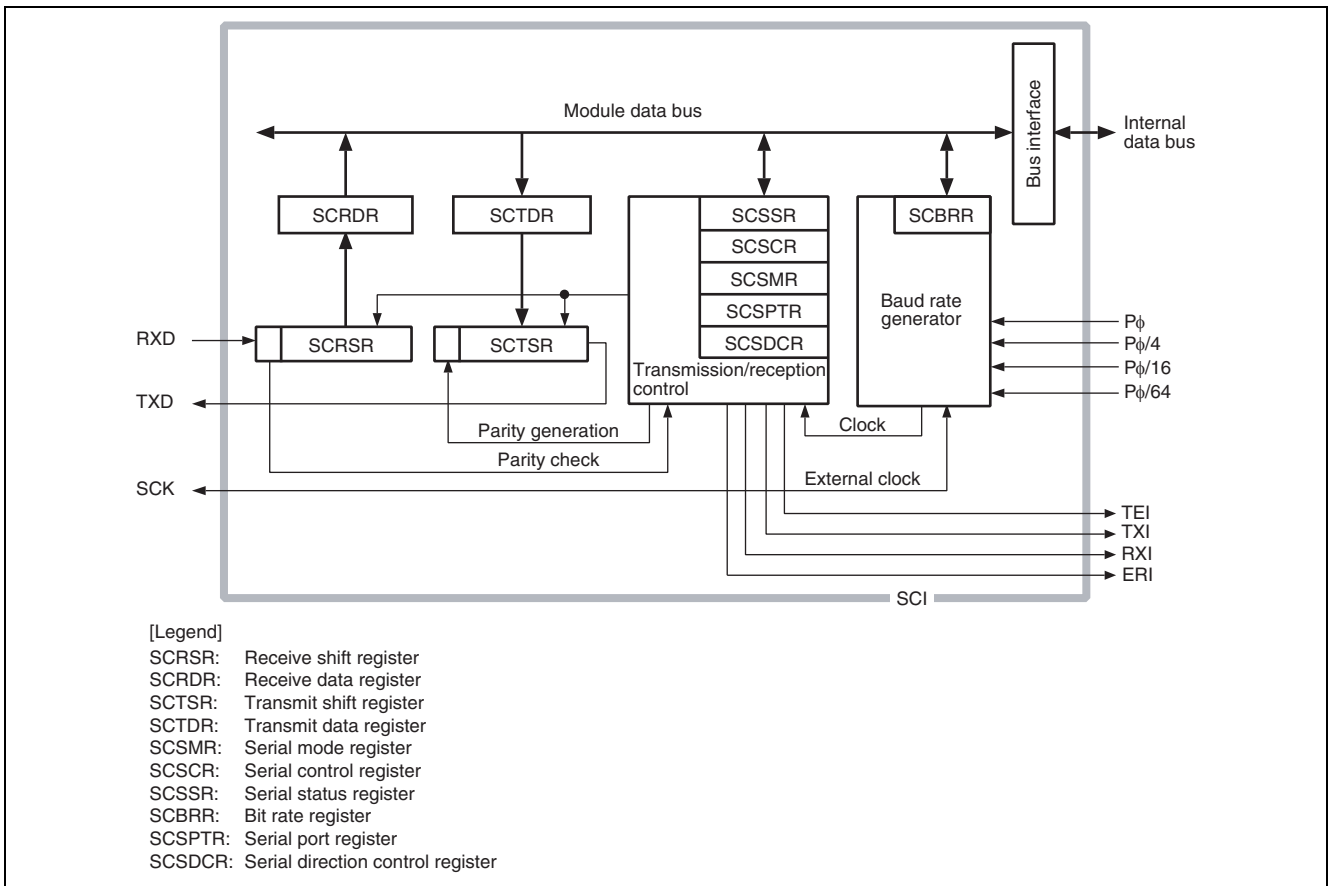 Module data bus
Bus interface
Internal
data bus
SCRDR
SCTDR
SCSSR
SCSCR
SCSMR
SCSPTR
SCSDCR
Transmission/reception
control
SCBRR
Baud rate
generator
RXD
SCRSR
SCTSR
Pϕ
Pϕ/4
Pϕ/16
Pϕ/64
TXD
Parity generation
Clock
Parity check
SCK
External clock
TEI
TXI
RXI
ERI
SCI
[Legend]
SCRSR: Receive shift register
SCRDR: Receive data register
SCTSR: Transmit shift register
SCTDR: Transmit data register
SCSMR: Serial mode register
SCSCR: Serial control register
SCSSR: Serial status register
SCBRR: Bit rate register
SCSPTR: Serial port register
SCSDCR: Serial direction control register